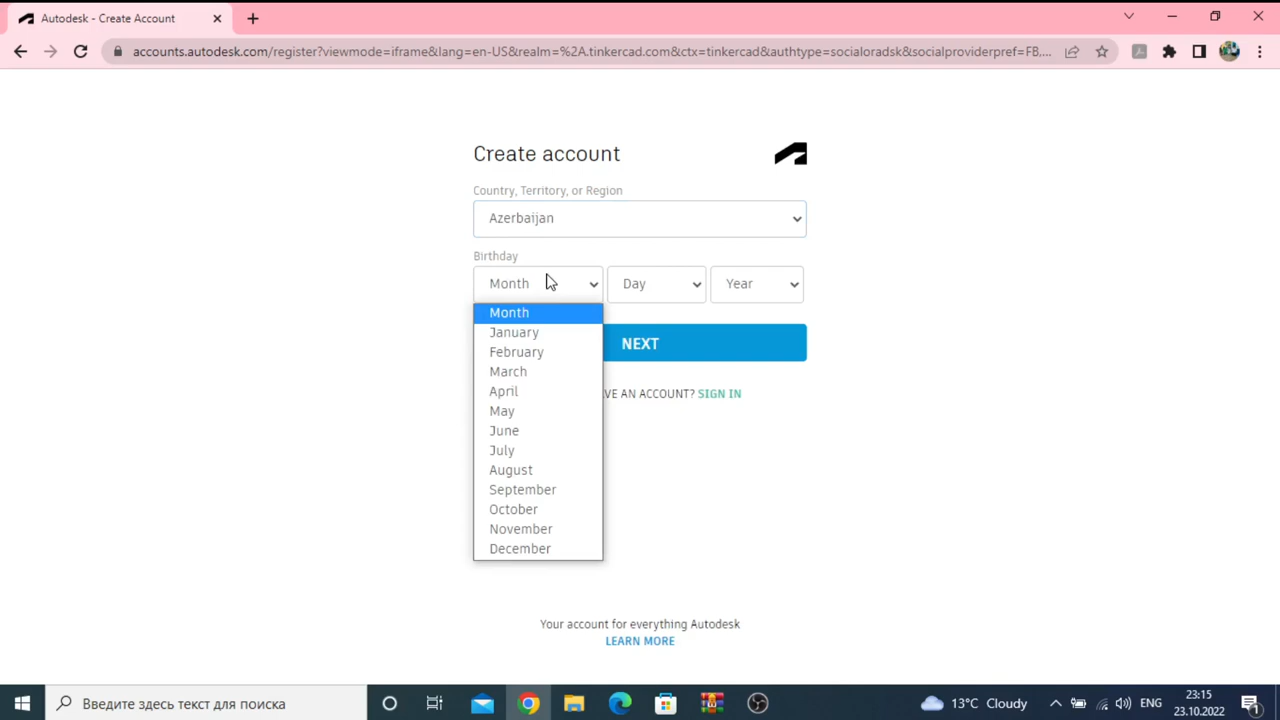 Autodesk - Create Account
accounts.autodesk.com/register?viewmode=iframe&lang=en-US&realm=%2A.tinkercad.com&ctx=tinkercad&authtype=socialoradsk&socialproviderpref=FB,...
Create account
Country, Territory, or Region
Azerbaijan
Birthday
Month Day Year
Month
January
February
March
April
May
June
July
August
September
October
November
December
NEXT
AVE AN ACCOUNT? SIGN IN
Your account for everything Autodesk
LEARN MORE
Введите здесь текст для поиска
13°C Cloudy
ENG
23:15
23.10.2022
1